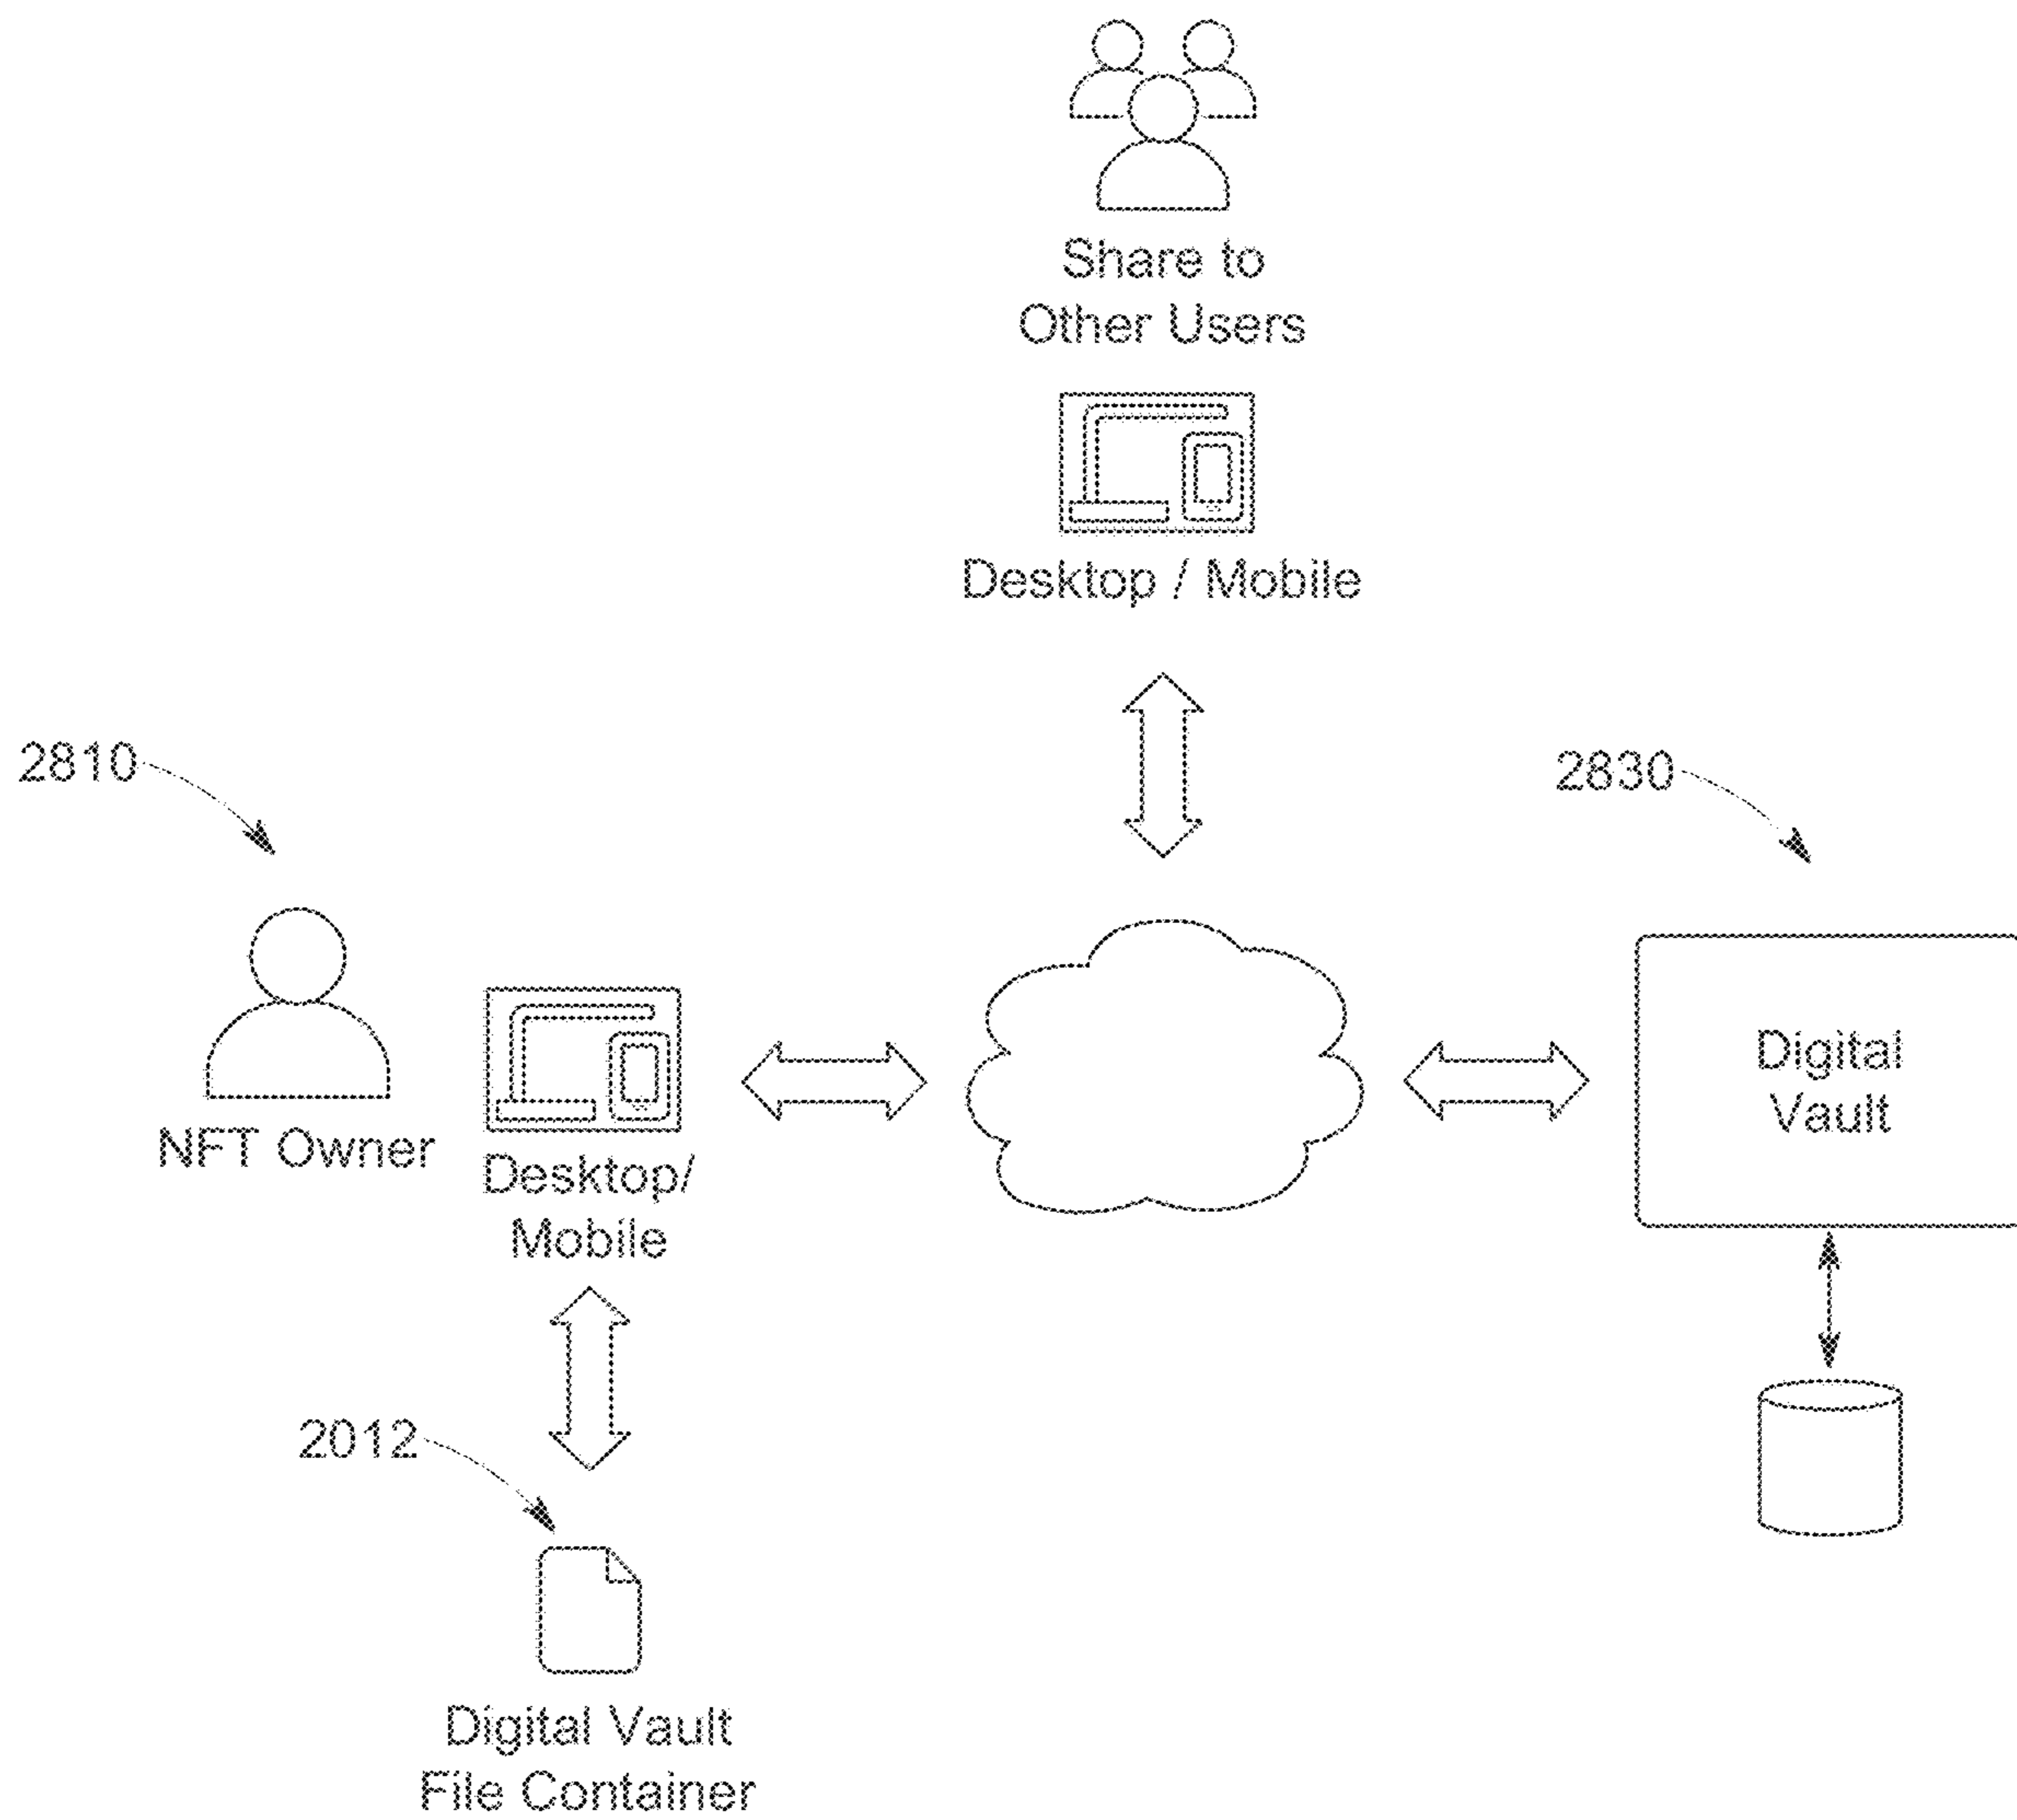 Share to
Other Users
Desktop / Mobile
2810
2830
NFT Owner
Desktop/
Mobile
Digital
Vault
2012
Digital Vault
File Container